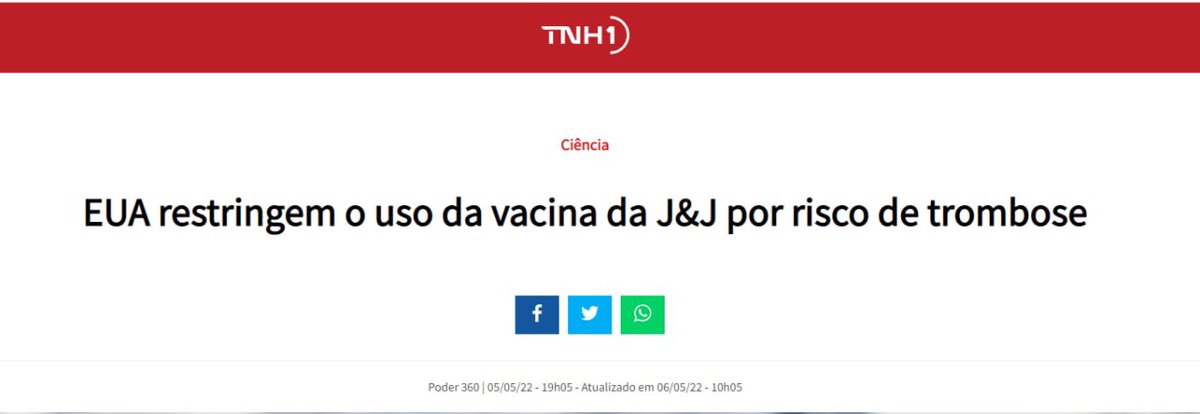 TNH1
Ciência
EUA restringem o uso da vacina da J&J por risco de trombose
Poder 360 | 05/05/22 - 19h05 - Atualizado em 06/05/22 - 10h05